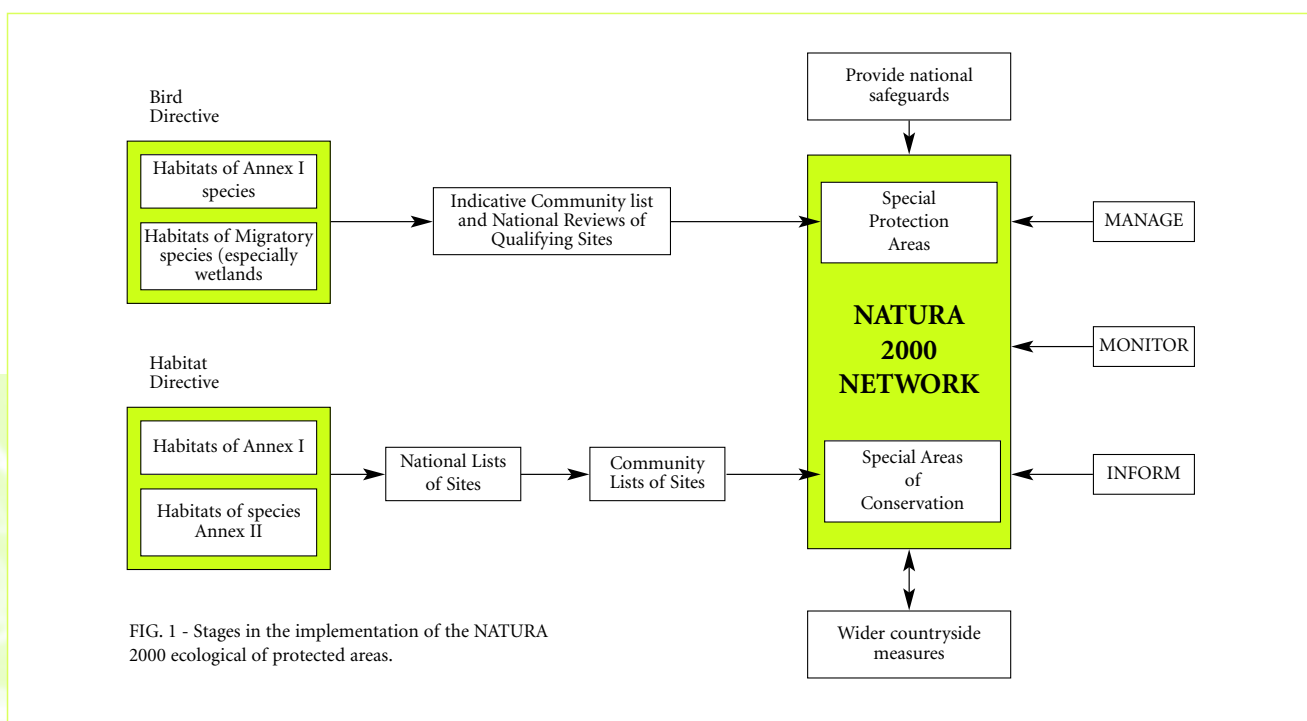 Bird
Directive
Habitats of Annex I
species
Habitats of Migratory
species (especially
wetlands
Indicative Community list
and National Reviews of
Qualifying Sites
Provide national
safeguards
Special
Protection
Areas
NATURA
2000
NETWORK
Special Areas
of
Conservation
MANAGE
MONITOR
INFORM
Habitat
Directive
Habitats of Annex I
Habitats of species
Annex II
National Lists
of Sites
Community
Lists of Sites
Wider countryside
measures
FIG. 1 - Stages in the implementation of the NATURA
2000 ecological of protected areas.